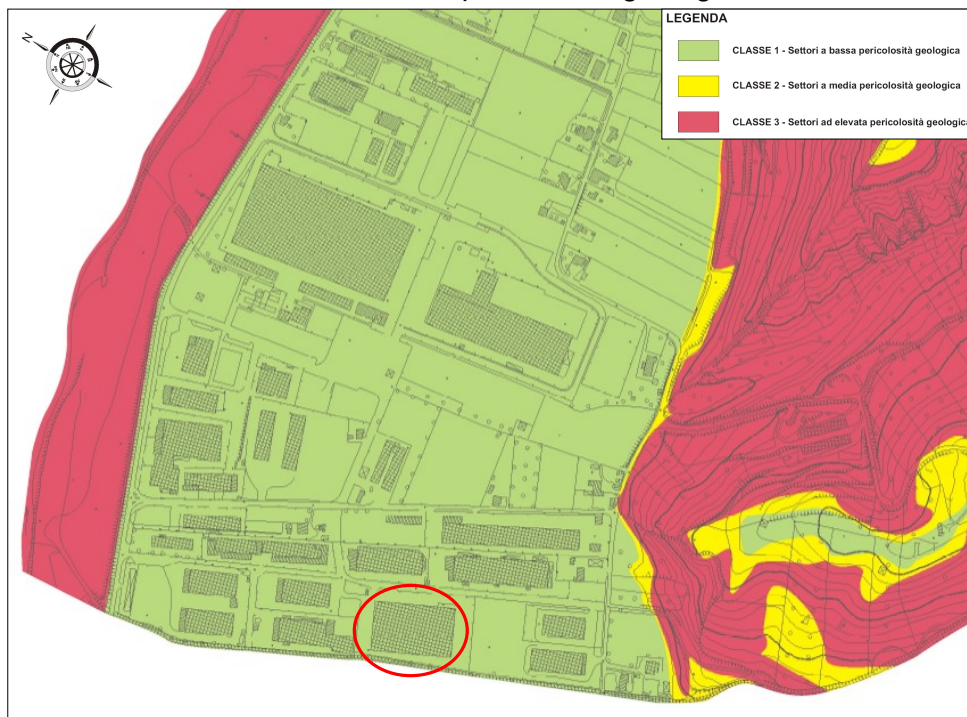 LEGENDA
CLASSE 1 - Settori a bassa pericolosità geologica
CLASSE 2 - Settori a media pericolosità geologica
CLASSE 3 - Settori ad elevata pericolosità geologica
N